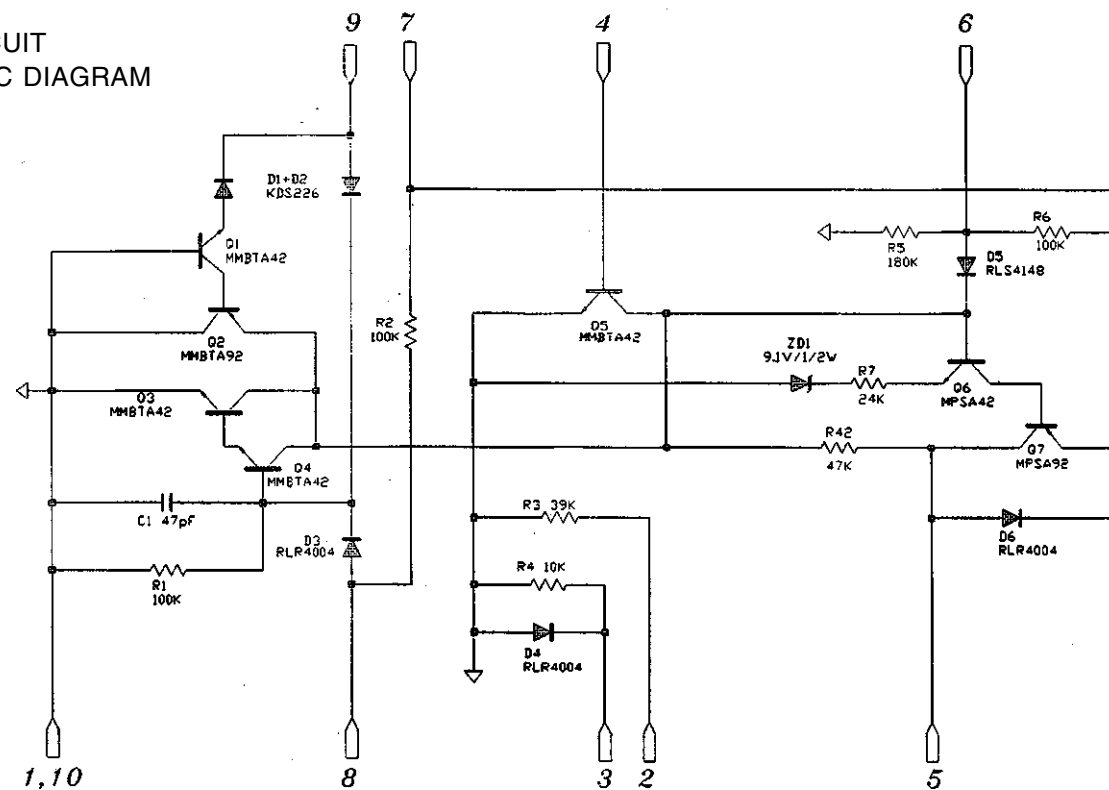 CUIT
C DIAGRAM
9
7
4
6
D1+D2
KDS226
Q1
MMBTA42
R5
180K
R6
100K
D5
RLS4148
R2
100K
Q5
MMBTA42
Q2
MMBTA92
ZD1
9.1V/1/2W
R7
24K
Q6
MPSA42
Q3
MMBTA42
R42
47K
Q7
MPSA92
Q4
MMBTA42
C1 47pF
R3 39K
D3
RLR4004
D6
RLR4004
R4 10K
R1
100K
D4
RLR4004
1,10
8
3
2
5